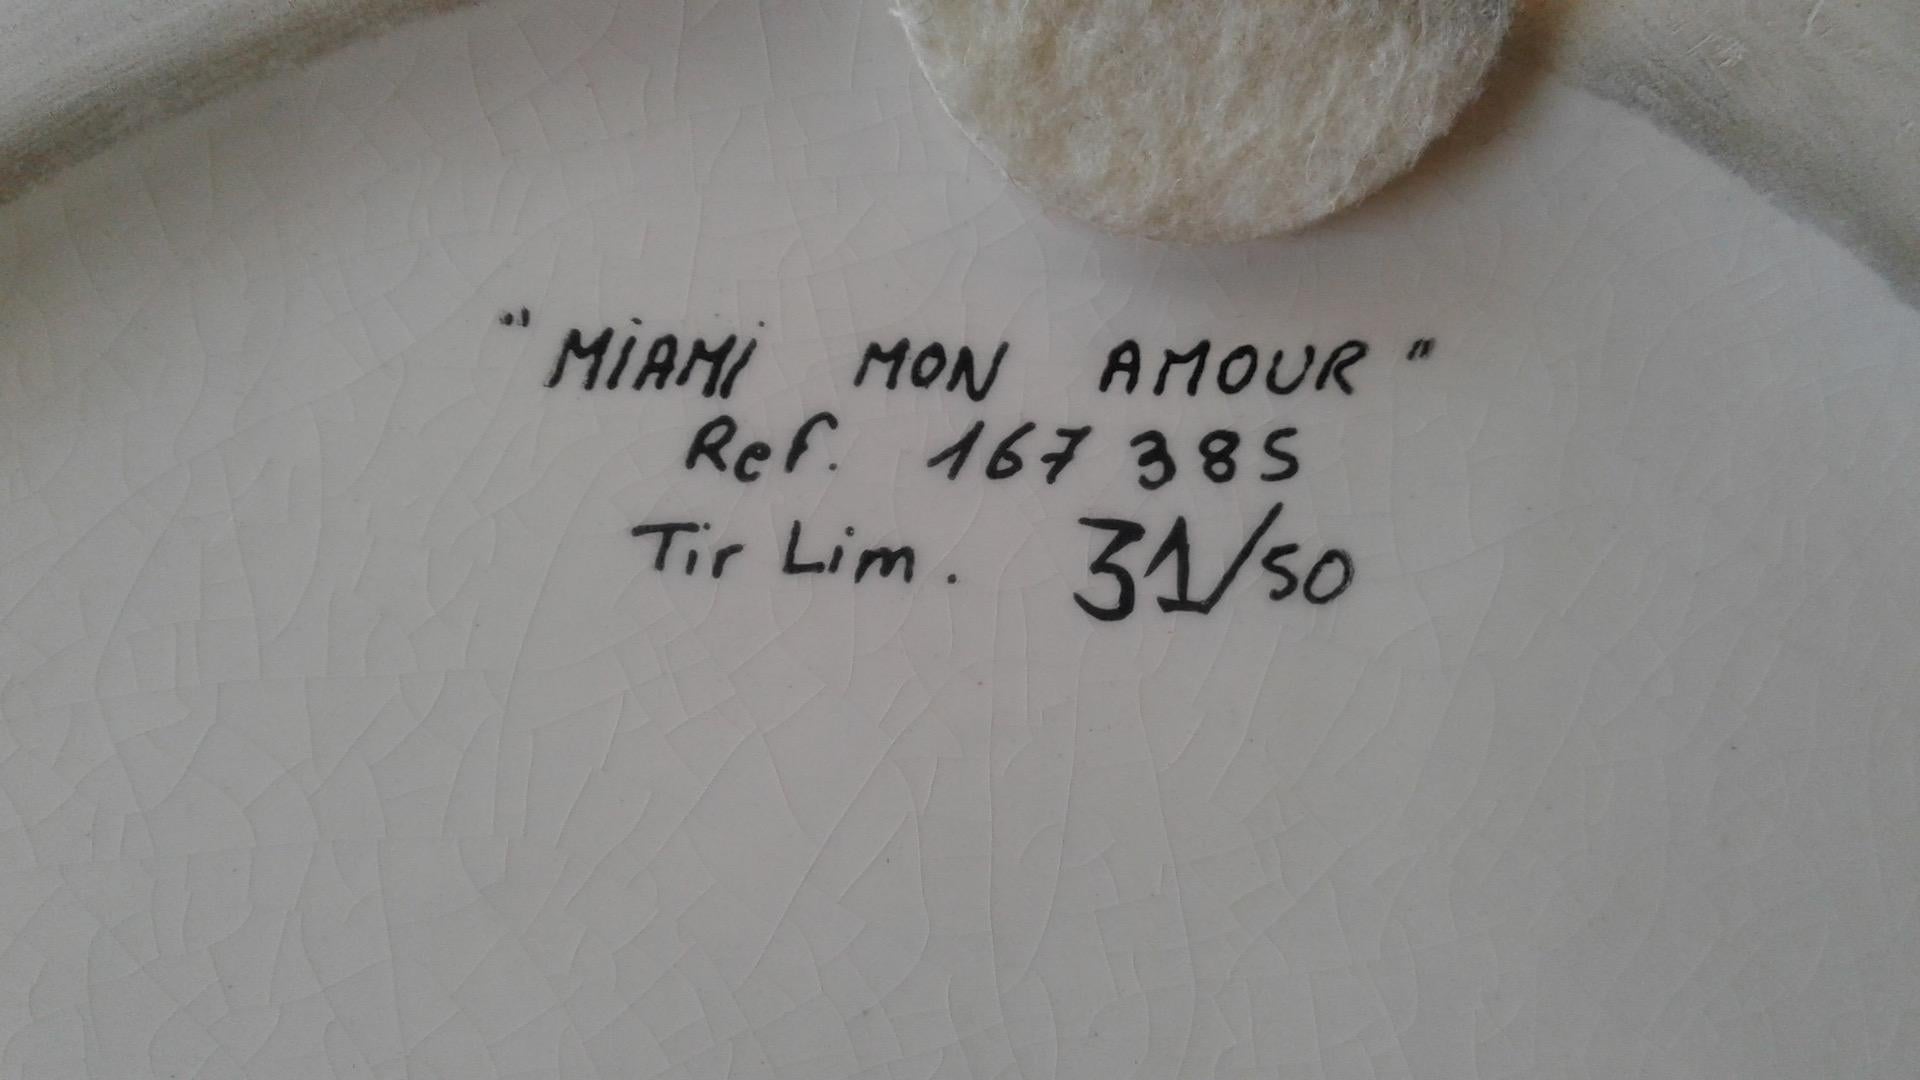 "MiAMi MON AMOUR"
Ref. 167 385
Tir Lim. 31/50